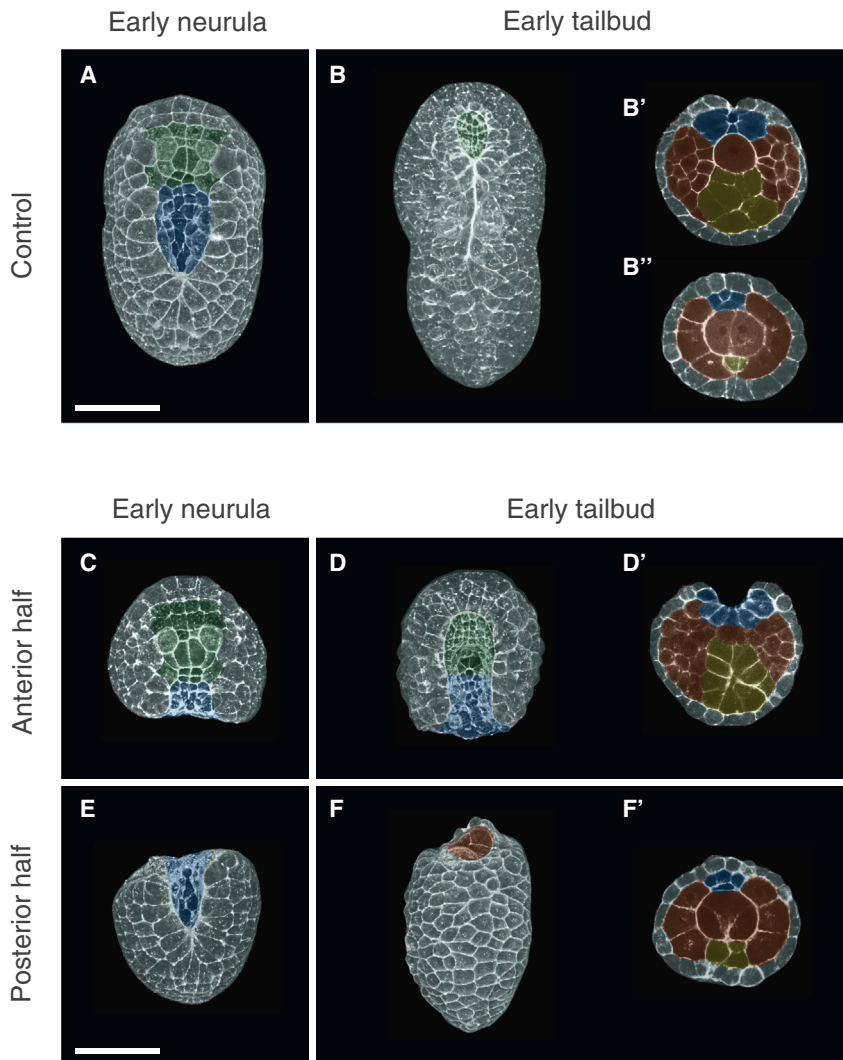 Early neurula
Early tailbud
Control
A
B
B’
B’’
Early neurula
Early tailbud
Anterior half
C
D
D’
Posterior half
E
F
F’